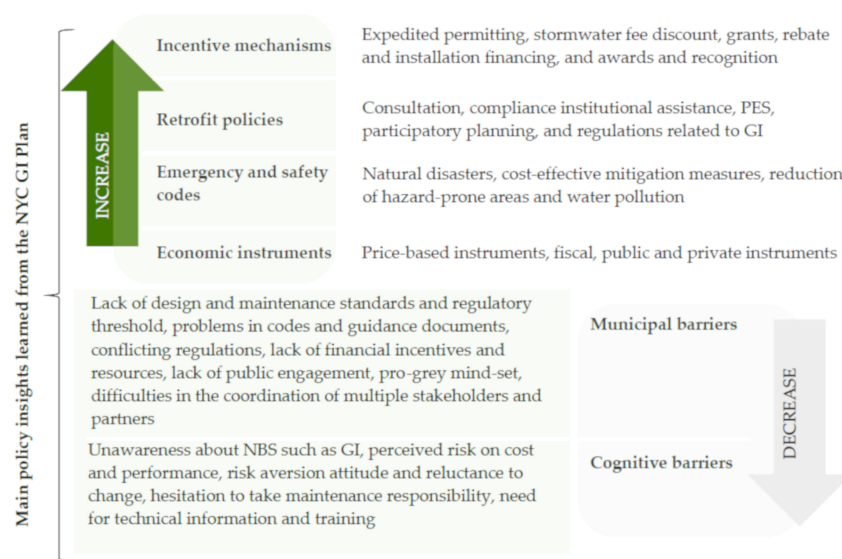 Main policy insights learned from the NYC GI Plan
INCREASE
Incentive mechanisms
Expedited permitting, stormwater fee discount, grants, rebate
and installation financing, and awards and recognition
Retrofit policies
Consultation, compliance institutional assistance, PES,
participatory planning, and regulations related to GI
Emergency and safety
codes
Natural disasters, cost-effective mitigation measures, reduction
of hazard-prone areas and water pollution
Economic instruments
Price-based instruments, fiscal, public and private instruments
Lack of design and maintenance standards and regulatory
threshold, problems in codes and guidance documents,
conflicting regulations, lack of financial incentives and
resources, lack of public engagement, pro-grey mind-set,
difficulties in the coordination of multiple stakeholders and
partners
Municipal barriers
Unawareness about NBS such as GI, perceived risk on cost
and performance, risk aversion attitude and reluctance to
change, hesitation to take maintenance responsibility, need
for technical information and training
Cognitive barriers
DECREASE